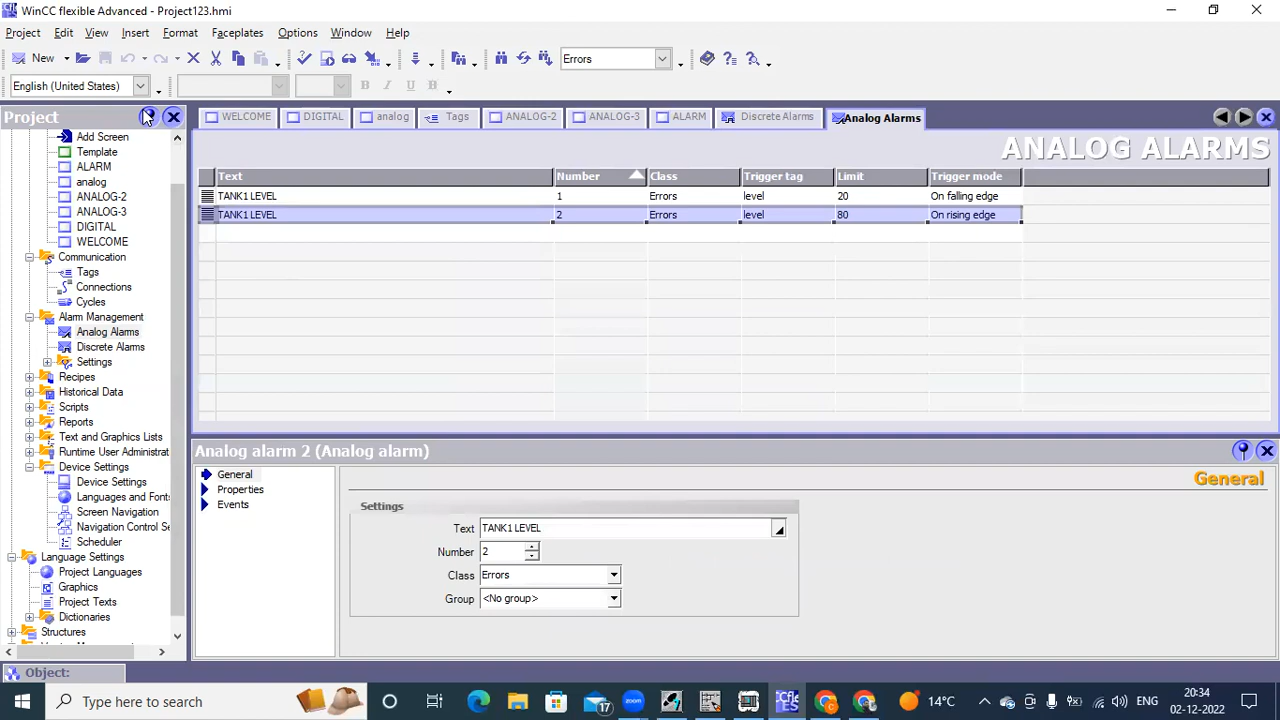 WinCC flexible Advanced - Project123.hmi
Project Edit View Insert Format Faceplates Options Window Help
New Errors
English (United States) B I U B
Project WELCOME DIGITAL analog Tags ANALOG-2 ANALOG-3 ALARM Discrete Alarms Analog Alarms
ANALOG ALARMS
Text Number Class Trigger tag Limit Trigger mode
TANK1 LEVEL 1 Errors level 20 On falling edge
TANK1 LEVEL 2 Errors level 80 On rising edge
Add Screen
Template
ALARM
analog
ANALOG-2
ANALOG-3
DIGITAL
WELCOME
Communication
Tags
Connections
Cycles
Alarm Management
Analog Alarms
Discrete Alarms
Settings
Recipes
Historical Data
Scripts
Reports
Text and Graphics Lists
Runtime User Administrat
Device Settings
Device Settings
Languages and Font
Screen Navigation
Navigation Control Se
Scheduler
Language Settings
Project Languages
Graphics
Project Texts
Dictionaries
Structures
Analog alarm 2 (Analog alarm)
General
Properties
Events
General
Settings
Text TANK1 LEVEL
Number 2
Class Errors
Group <No group>
Object:
Type here to search 17 zoom 14°C ENG 20:34
02-12-2022